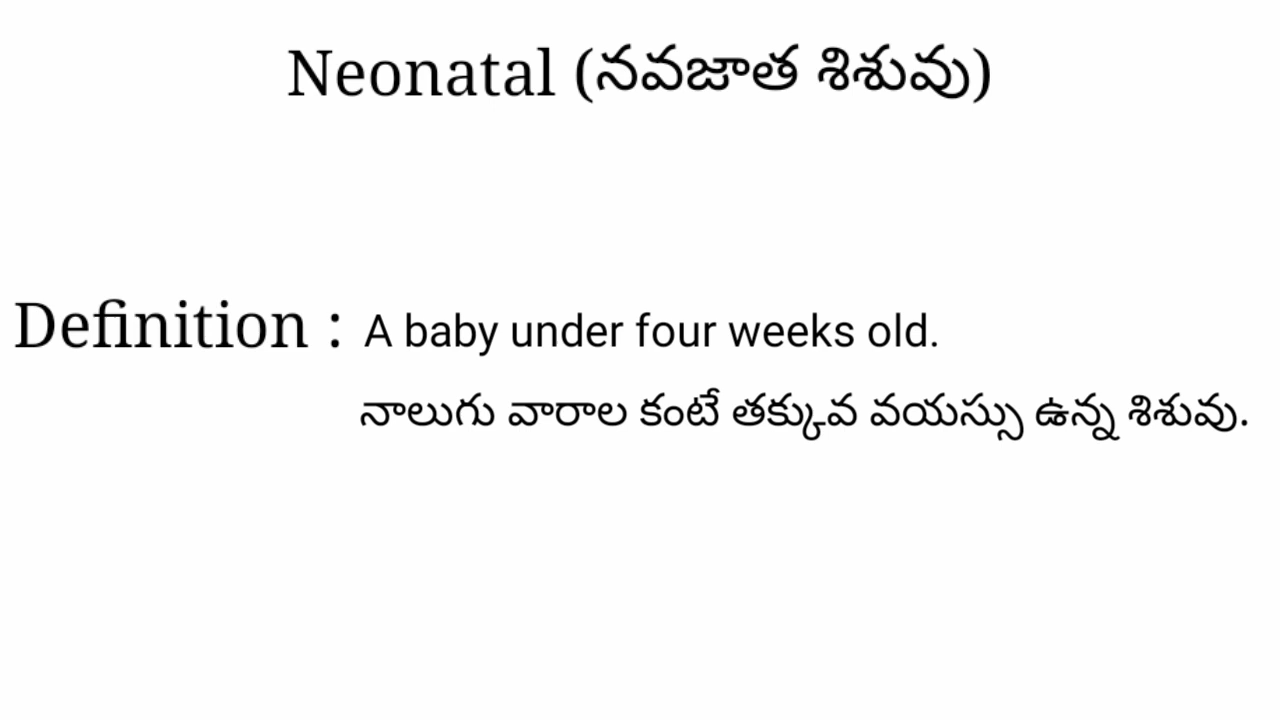 Neonatal (నవజాత శిశువు)
Definition : A baby under four weeks old.
నాలుగు వారాల కంటే తక్కువ వయస్సు ఉన్న శిశువు.